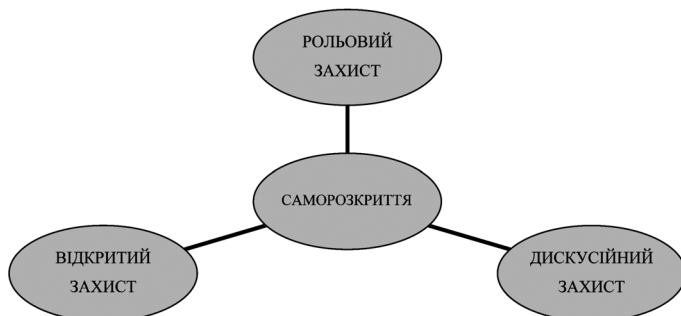 РОЛЬОВИЙ
ЗАХИСТ
САМОРОЗКРИТТЯ
ВІДКРИТИЙ
ЗАХИСТ
ДИСКУСІЙНИЙ
ЗАХИСТ